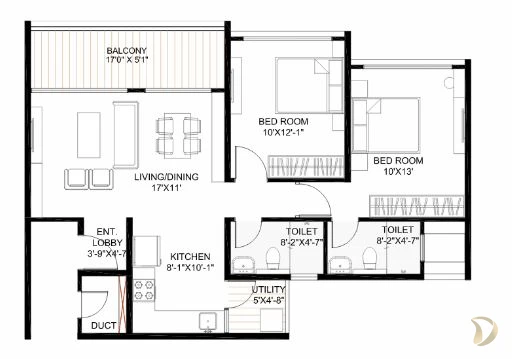 BALCONY
17'0" X 5'1"
BED ROOM
10'X12'-1"
BED ROOM
10'X13'
LIVING/DINING
17'X11'
ENT.
LOBBY
3'-9"X4'-7
KITCHEN
8'-1"X10'-1"
TOILET
8'-2"X4'-7"
TOILET
8'-2"X4'-7"
UTILITY
5'X4'-8"
DUCT